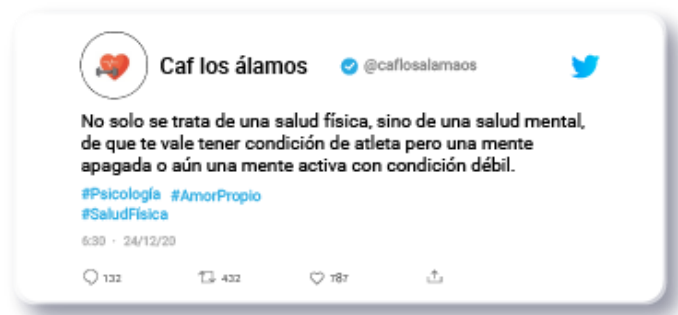 Caf los álamos @caflosalamaos
No solo se trata de una salud física, sino de una salud mental,
de que te vale tener condición de atleta pero una mente
apagada o aún una mente activa con condición débil.
#Psicología #AmorPropio
#SaludFísica
6:30 · 24/12/20
132 432 787